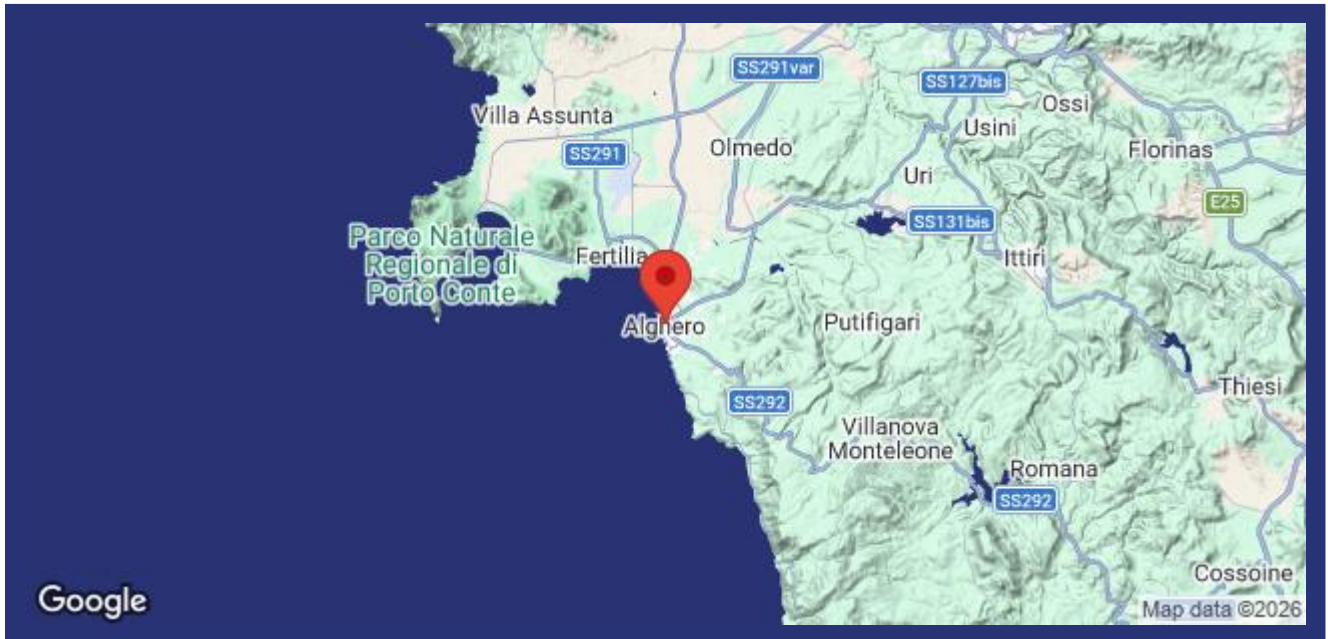 SS291var
SS127bis
Ossi
Villa Assunta
Usini
Olmedo
Florinas
SS291
Uri
E25
SS131bis
Parco Naturale
Regionale di
Porto Conte
Fertilia
Ittiri
Alghero
Putifigari
Thiesi
SS292
Villanova
Monteleone
Romana
SS292
Cossoine
Google
Map data ©2026